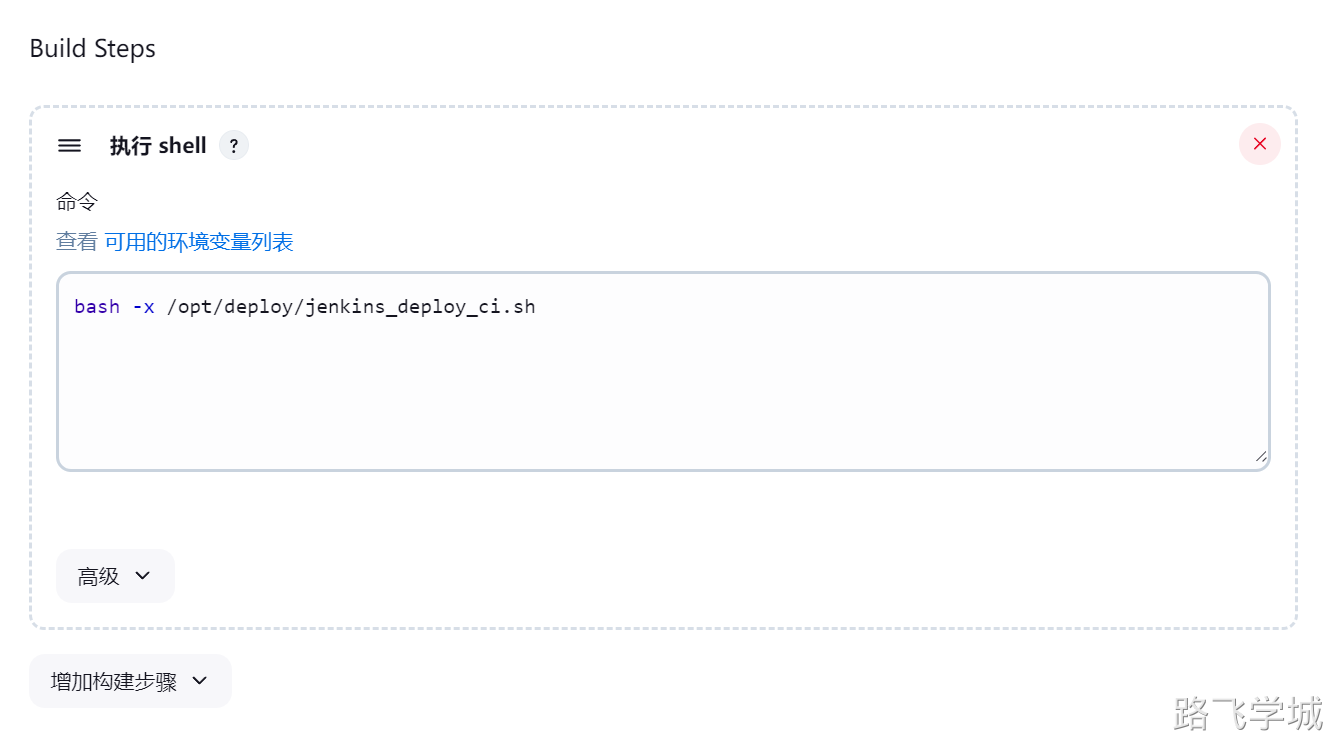 Build Steps
执行 shell ?
命令
查看 可用的环境变量列表
bash -x /opt/deploy/jenkins_deploy_ci.sh
高级
增加构建步骤
路飞学城